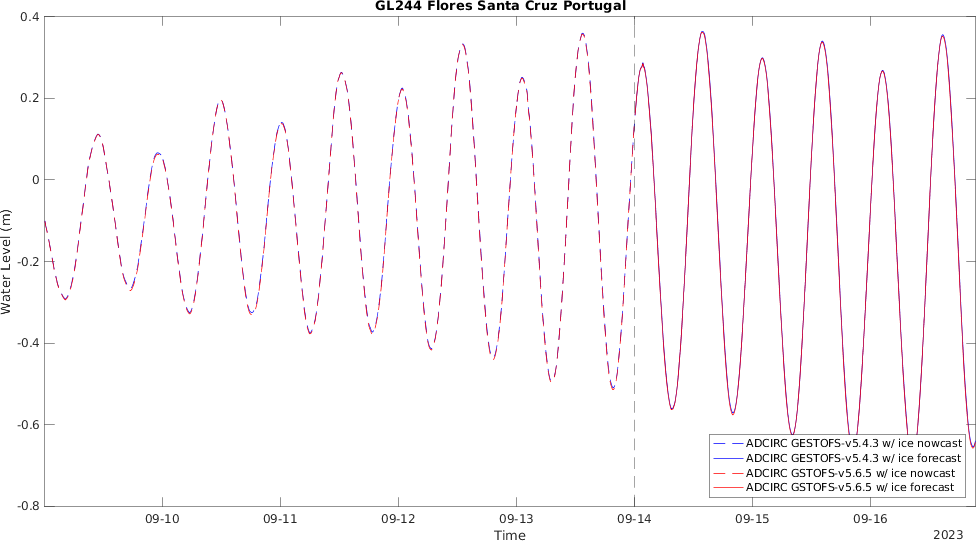 GL244 Flores Santa Cruz Portugal
0.4
0.2
0
-0.2
-0.4
-0.6
-0.8
Water Level (m)
ADCIRC GESTOFS-v5.4.3 w/ ice nowcast
ADCIRC GESTOFS-v5.4.3 w/ ice forecast
ADCIRC GSTOFS-v5.6.5 w/ ice nowcast
ADCIRC GSTOFS-v5.6.5 w/ ice forecast
09-10 09-11 09-12 09-13 09-14 09-15 09-16
Time
2023